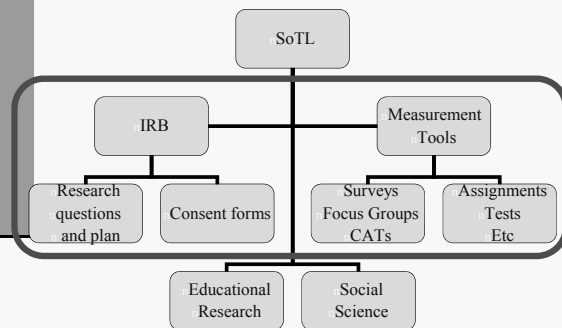 SoTL
IRB
Measurement
Tools
Research
questions
and plan
Consent forms
Surveys
Focus Groups
CATs
Assignments
Tests
Etc
Educational
Research
Social
Science